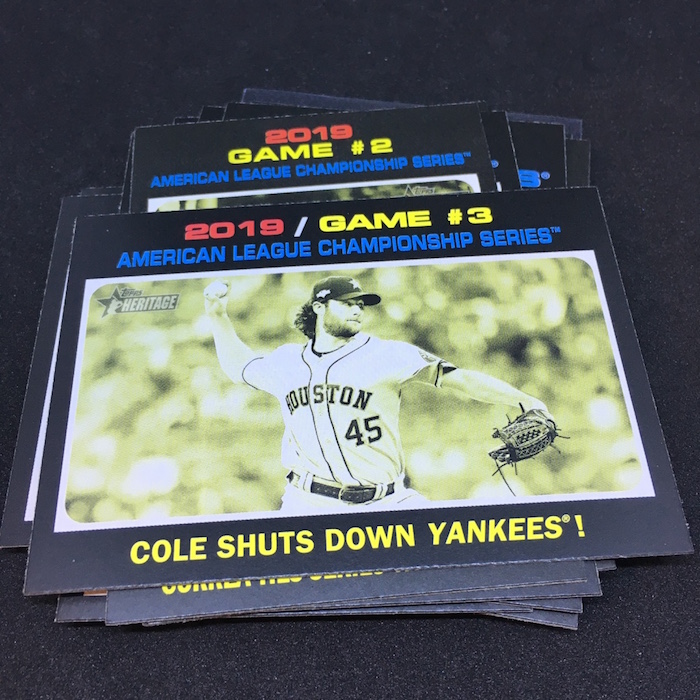 2019
GAME #2
AMERICAN LEAGUE CHAMPIONSHIP SERIES™
HERITAGE
2019 / GAME #3
AMERICAN LEAGUE CHAMPIONSHIP SERIES™
Topps
HERITAGE
HOUSTON
45
COLE SHUTS DOWN YANKEES®!